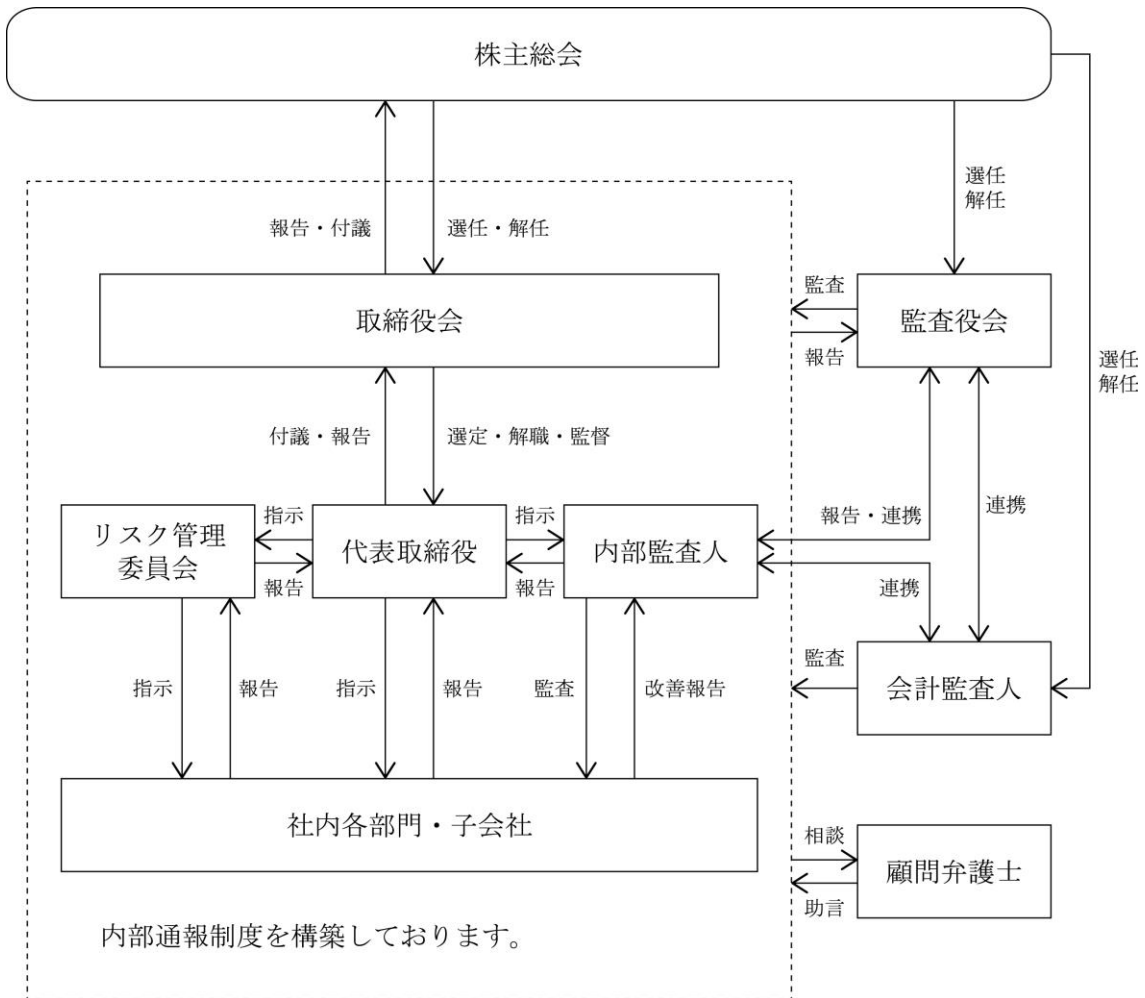 株主総会
選任
解任
報告・付議
選任・解任
取締役会
監査
報告
監査役会
選任
解任
付議・報告
選定・解職・監督
リスク管理
委員会
指示
報告
代表取締役
指示
報告
内部監査人
報告・連携
連携
連携
指示
報告
指示
報告
監査
改善報告
監査
会計監査人
社内各部門・子会社
相談
助言
顧問弁護士
内部通報制度を構築しております。